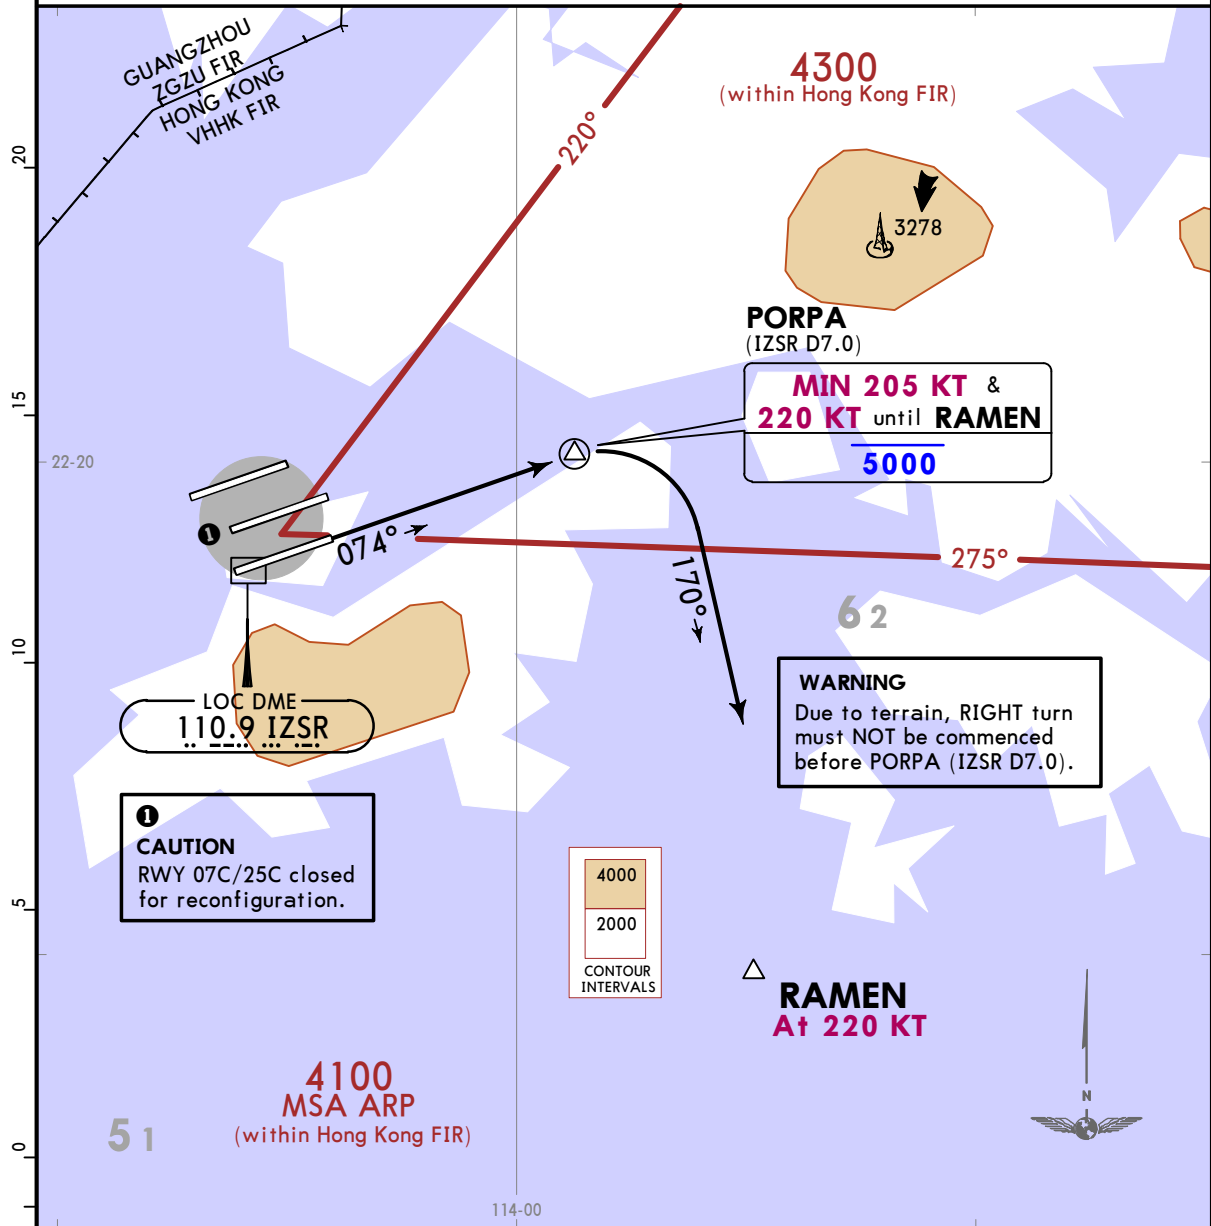 GUANGZHOU
ZGZU FIR
HONG KONG
VHHK FIR
220°
4300
(within Hong Kong FIR)
20
3278
PORPA
(IZSR D7.0)
MIN 205 KT &
220 KT until RAMEN
5000
15
22-20
1
074°
275°
170°
6 2
10
LOC DME
110.9 IZSR
WARNING
Due to terrain, RIGHT turn
must NOT be commenced
before PORPA (IZSR D7.0).
1
CAUTION
RWY 07C/25C closed
for reconfiguration.
4000
2000
CONTOUR
INTERVALS
5
RAMEN
At 220 KT
4100
MSA ARP
(within Hong Kong FIR)
5 1
N
0
114-00